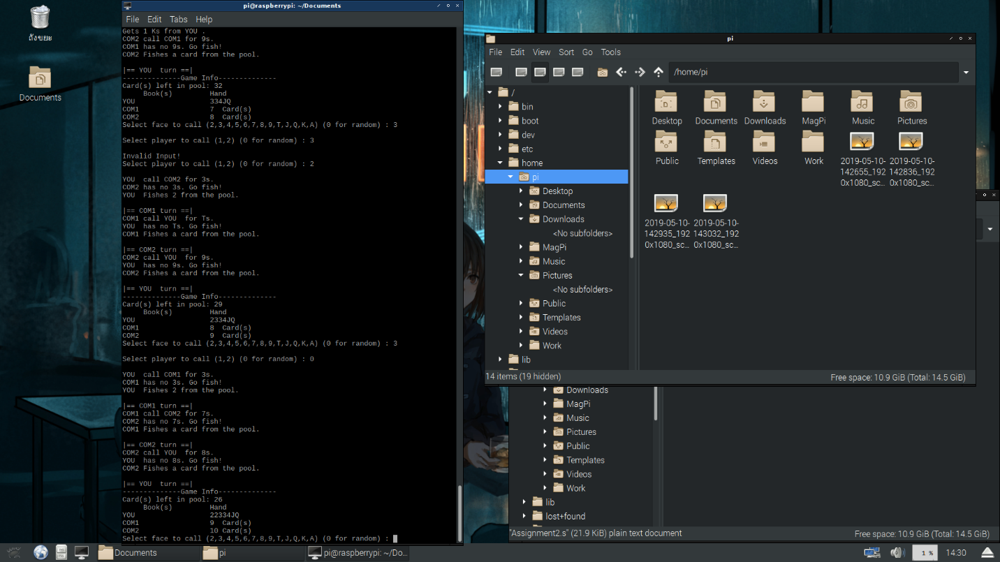 ถังขยะ
Documents
pi@raspberrypi: ~/Documents
File Edit Tabs Help
Gets 1 Ks from YOU .
COM2 call COM1 for 9s.
COM1 has no 9s. Go fish!
COM2 Fishes a card from the pool.
|== YOU  turn ==|
--------------Game Info--------------
Card(s) left in pool: 32
Book(s) Hand
YOU 334JQ
COM1 7  Card(s)
COM2 8  Card(s)
Select face to call (2,3,4,5,6,7,8,9,T,J,Q,K,A) (0 for random) : 3
Select player to call (1,2) (0 for random) : 3
Invalid Input!
Select player to call (1,2) (0 for random) : 2
YOU  call COM2 for 3s.
COM2 has no 3s. Go fish!
YOU  Fishes 2 from the pool.
|== COM1 turn ==|
COM1 call YOU  for Ts.
YOU  has no Ts. Go fish!
COM1 Fishes a card from the pool.
|== COM2 turn ==|
COM2 call YOU  for 9s.
YOU  has no 9s. Go fish!
COM2 Fishes a card from the pool.
|== YOU  turn ==|
--------------Game Info--------------
Card(s) left in pool: 29
Book(s) Hand
YOU 2334JQ
COM1 8  Card(s)
COM2 9  Card(s)
Select face to call (2,3,4,5,6,7,8,9,T,J,Q,K,A) (0 for random) : 3
Select player to call (1,2) (0 for random) : 0
YOU  call COM1 for 3s.
COM1 has no 3s. Go fish!
YOU  Fishes 2 from the pool.
|== COM1 turn ==|
COM1 call COM2 for 7s.
COM2 has no 7s. Go fish!
COM1 Fishes a card from the pool.
|== COM2 turn ==|
COM2 call YOU  for 8s.
YOU  has no 8s. Go fish!
COM2 Fishes a card from the pool.
|== YOU  turn ==|
--------------Game Info--------------
Card(s) left in pool: 26
Book(s) Hand
YOU 22334JQ
COM1 9  Card(s)
COM2 10 Card(s)
Select face to call (2,3,4,5,6,7,8,9,T,J,Q,K,A) (0 for random) :
pi
File Edit View Sort Go Tools
/home/pi
/
bin
boot
dev
etc
home
pi
Desktop
Documents
Downloads
<No subfolders>
MagPi
Music
Pictures
<No subfolders>
Public
Templates
Videos
Work
lib
Desktop Documents Downloads MagPi Music Pictures
Public Templates Videos Work 2019-05-10- 2019-05-10-
142655_192 142836_192
0x1080_sc... 0x1080_sc...
2019-05-10- 2019-05-10-
142935_192 143032_192
0x1080_sc... 0x1080_sc...
14 items (19 hidden) Free space: 10.9 GiB (Total: 14.5 GiB)
Downloads
MagPi
Music
Pictures
Public
Templates
Videos
Work
lib
lost+found
"Assignment2.s" (21.9 KiB) plain text document Free space: 10.9 GiB (Total: 14.5 GiB)
Documents pi pi@raspberrypi: ~/Do... 1 % 14:30